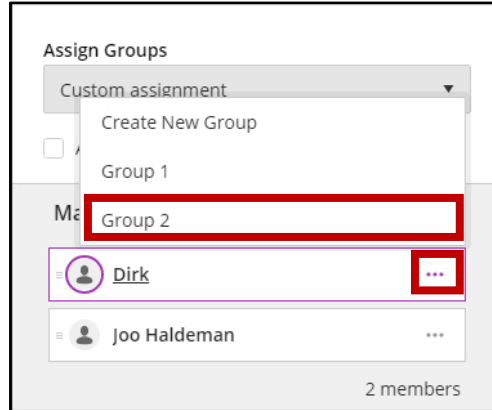 Assign Groups
Custom assignment
Create New Group
Group 1
Group 2
Dirk
Joo Haldeman
2 members